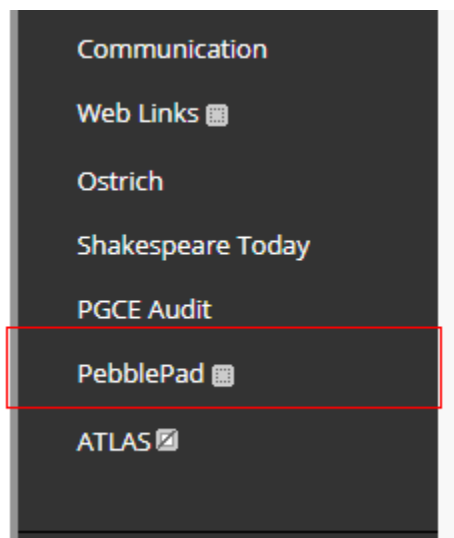 Communication
Web Links
Ostrich
Shakespeare Today
PGCE Audit
PebblePad
ATLAS